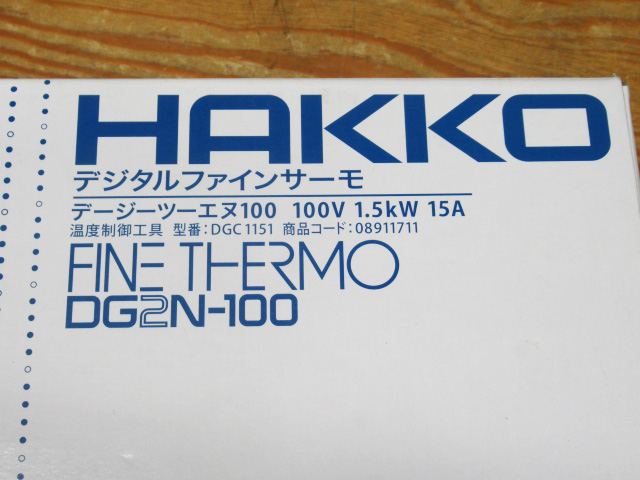 HAKKO
デジタルファインサーモ
デージーツーエヌ100 100V 1.5kW 15A
温度制御工具 型番：DGC1151 商品コード：08911711
FINE THERMO
DG2N-100